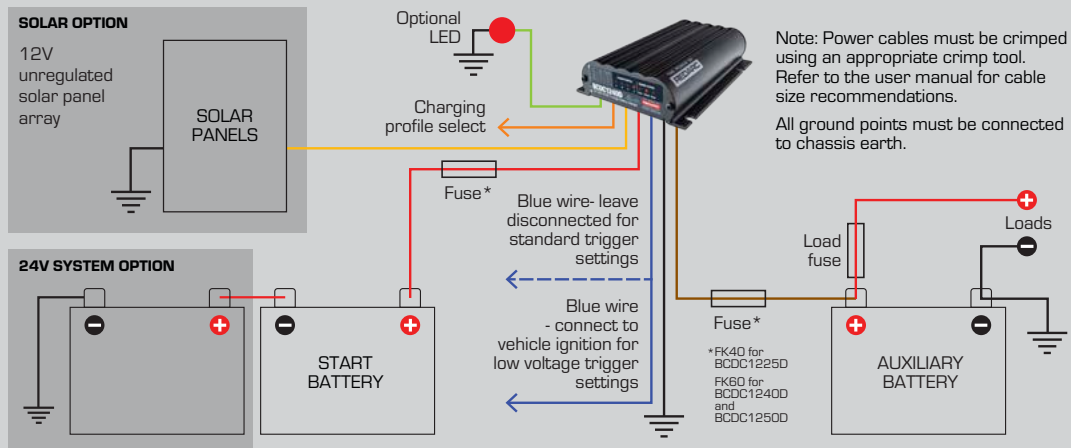 SOLAR OPTION
12V
unregulated
solar panel
array
SOLAR
PANELS
Optional
LED
Charging
profile select
REDARC
BCDC1240D
Note: Power cables must be crimped
using an appropriate crimp tool.
Refer to the user manual for cable
size recommendations.
All ground points must be connected
to chassis earth.
Fuse*
Blue wire- leave
disconnected for
standard trigger
settings
Blue wire
- connect to
vehicle ignition for
low voltage trigger
settings
24V SYSTEM OPTION
START
BATTERY
Fuse*
*FK40 for
BCDC1225D
FK60 for
BCDC1240D
and
BCDC1250D
Load
fuse
Loads
AUXILIARY
BATTERY